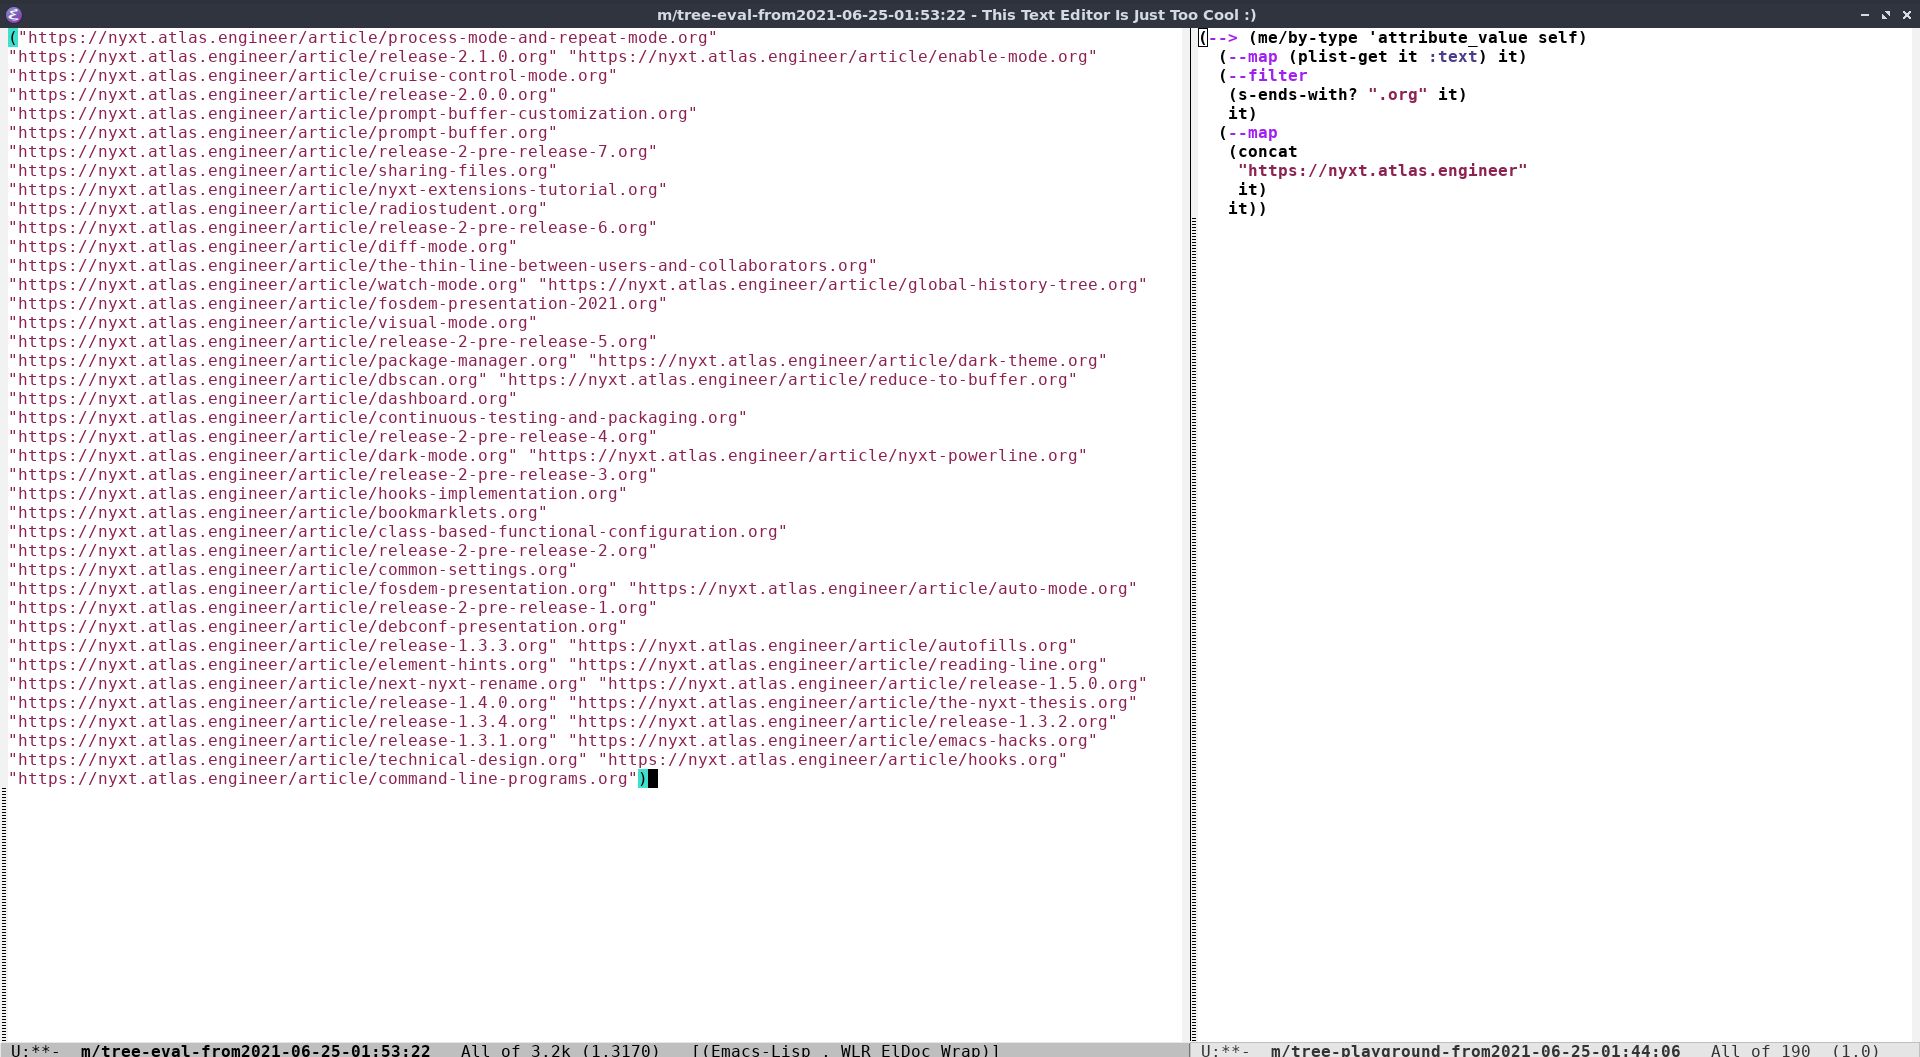 m/tree-eval-from2021-06-25-01:53:22 - This Text Editor Is Just Too Cool :)
("https://nyxt.atlas.engineer/article/process-mode-and-repeat-mode.org"
"https://nyxt.atlas.engineer/article/release-2.1.0.org" "https://nyxt.atlas.engineer/article/enable-mode.org"
"https://nyxt.atlas.engineer/article/cruise-control-mode.org"
"https://nyxt.atlas.engineer/article/release-2.0.0.org"
"https://nyxt.atlas.engineer/article/prompt-buffer-customization.org"
"https://nyxt.atlas.engineer/article/prompt-buffer.org"
"https://nyxt.atlas.engineer/article/release-2-pre-release-7.org"
"https://nyxt.atlas.engineer/article/sharing-files.org"
"https://nyxt.atlas.engineer/article/nyxt-extensions-tutorial.org"
"https://nyxt.atlas.engineer/article/radiostudent.org"
"https://nyxt.atlas.engineer/article/release-2-pre-release-6.org"
"https://nyxt.atlas.engineer/article/diff-mode.org"
"https://nyxt.atlas.engineer/article/the-thin-line-between-users-and-collaborators.org"
"https://nyxt.atlas.engineer/article/watch-mode.org" "https://nyxt.atlas.engineer/article/global-history-tree.org"
"https://nyxt.atlas.engineer/article/fosdem-presentation-2021.org"
"https://nyxt.atlas.engineer/article/visual-mode.org"
"https://nyxt.atlas.engineer/article/release-2-pre-release-5.org"
"https://nyxt.atlas.engineer/article/package-manager.org" "https://nyxt.atlas.engineer/article/dark-theme.org"
"https://nyxt.atlas.engineer/article/dbscan.org" "https://nyxt.atlas.engineer/article/reduce-to-buffer.org"
"https://nyxt.atlas.engineer/article/dashboard.org"
"https://nyxt.atlas.engineer/article/continuous-testing-and-packaging.org"
"https://nyxt.atlas.engineer/article/release-2-pre-release-4.org"
"https://nyxt.atlas.engineer/article/dark-mode.org" "https://nyxt.atlas.engineer/article/nyxt-powerline.org"
"https://nyxt.atlas.engineer/article/release-2-pre-release-3.org"
"https://nyxt.atlas.engineer/article/hooks-implementation.org"
"https://nyxt.atlas.engineer/article/bookmarklets.org"
"https://nyxt.atlas.engineer/article/class-based-functional-configuration.org"
"https://nyxt.atlas.engineer/article/release-2-pre-release-2.org"
"https://nyxt.atlas.engineer/article/common-settings.org"
"https://nyxt.atlas.engineer/article/fosdem-presentation.org" "https://nyxt.atlas.engineer/article/auto-mode.org"
"https://nyxt.atlas.engineer/article/release-2-pre-release-1.org"
"https://nyxt.atlas.engineer/article/debconf-presentation.org"
"https://nyxt.atlas.engineer/article/release-1.3.3.org" "https://nyxt.atlas.engineer/article/autofills.org"
"https://nyxt.atlas.engineer/article/element-hints.org" "https://nyxt.atlas.engineer/article/reading-line.org"
"https://nyxt.atlas.engineer/article/next-nyxt-rename.org" "https://nyxt.atlas.engineer/article/release-1.5.0.org"
"https://nyxt.atlas.engineer/article/release-1.4.0.org" "https://nyxt.atlas.engineer/article/the-nyxt-thesis.org"
"https://nyxt.atlas.engineer/article/release-1.3.4.org" "https://nyxt.atlas.engineer/article/release-1.3.2.org"
"https://nyxt.atlas.engineer/article/release-1.3.1.org" "https://nyxt.atlas.engineer/article/emacs-hacks.org"
"https://nyxt.atlas.engineer/article/technical-design.org" "https://nyxt.atlas.engineer/article/hooks.org"
"https://nyxt.atlas.engineer/article/command-line-programs.org")
U:**-  m/tree-eval-from2021-06-25-01:53:22   All of 3.2k (1,3170)   [(Emacs-Lisp , WLR ElDoc Wrap)]
(--> (me/by-type 'attribute_value self)
  (--map (plist-get it :text) it)
  (--filter
   (s-ends-with? ".org" it)
   it)
  (--map
   (concat
    "https://nyxt.atlas.engineer"
    it)
   it))
U:**-  m/tree-playground-from2021-06-25-01:44:06   All of 190  (1,0)